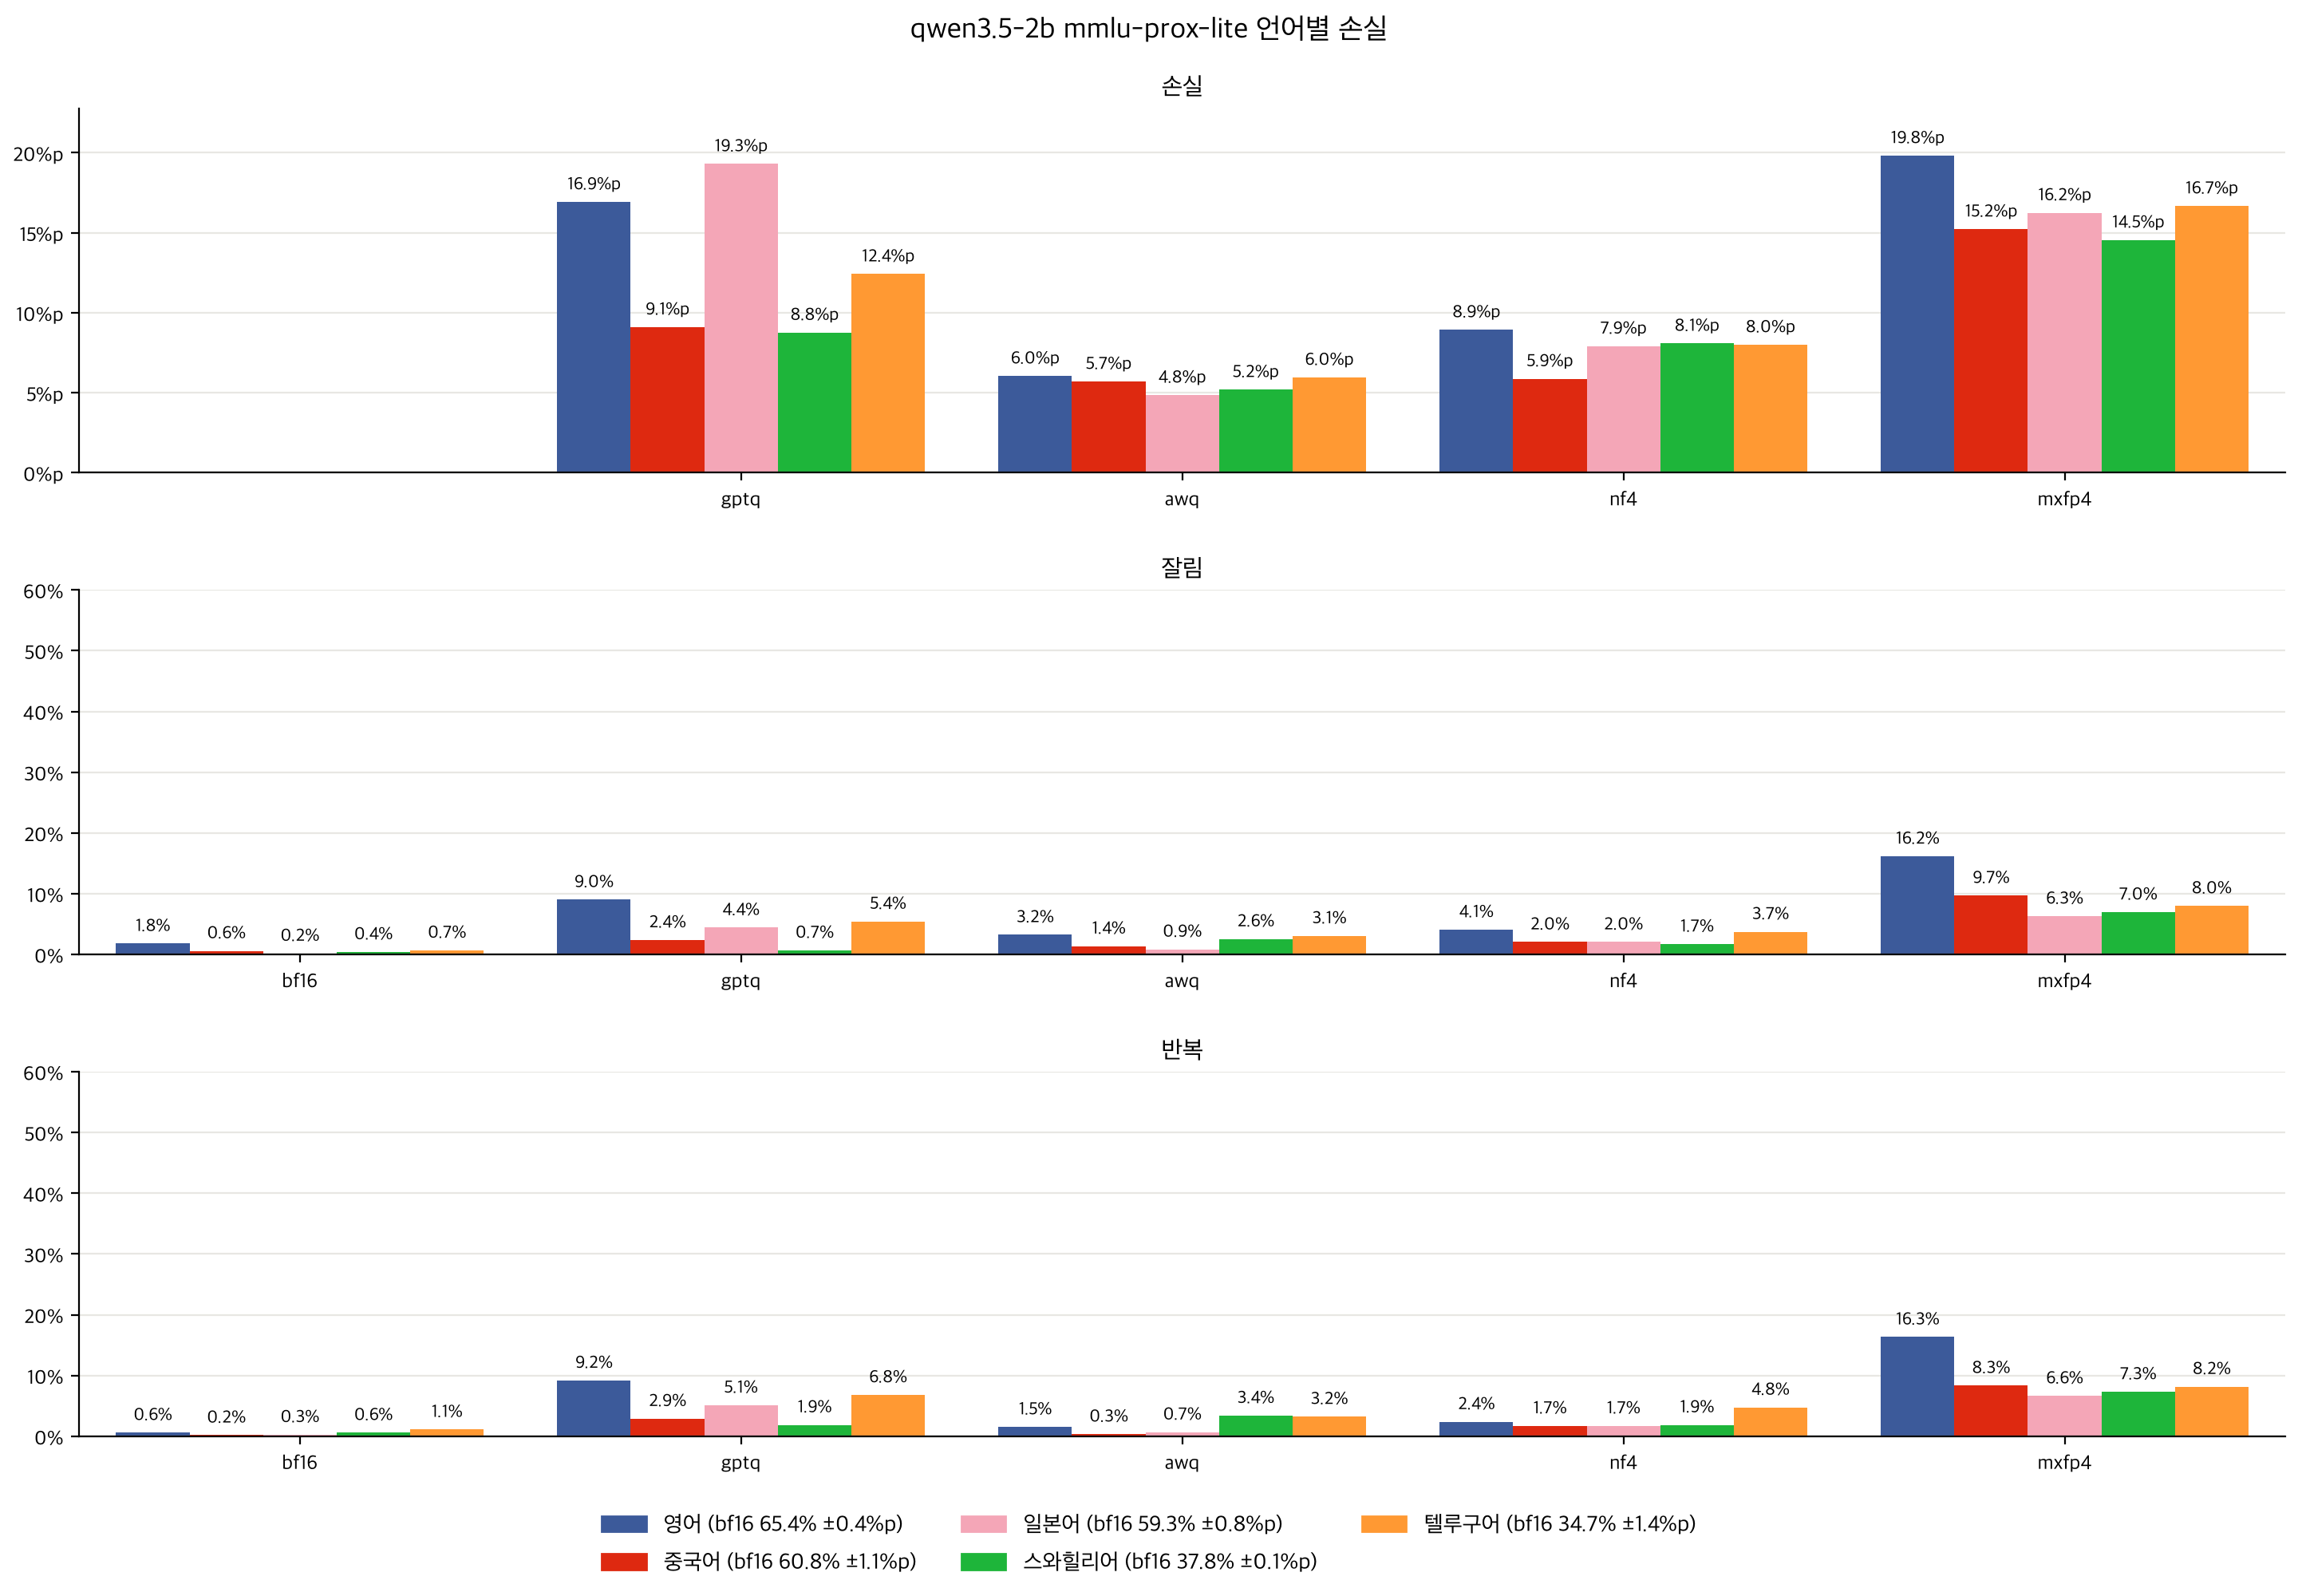 qwen3.5-2b mmlu-prox-lite 언어별 손실
손실
20%p
15%p
10%p
5%p
0%p
16.9%p
9.1%p
19.3%p
8.8%p
12.4%p
6.0%p
5.7%p
4.8%p
5.2%p
6.0%p
8.9%p
5.9%p
7.9%p
8.1%p
8.0%p
19.8%p
15.2%p
16.2%p
14.5%p
16.7%p
gptq
awq
nf4
mxfp4
잘림
60%
50%
40%
30%
20%
10%
0%
1.8%
0.6%
0.2%
0.4%
0.7%
9.0%
2.4%
4.4%
0.7%
5.4%
3.2%
1.4%
0.9%
2.6%
3.1%
4.1%
2.0%
2.0%
1.7%
3.7%
16.2%
9.7%
6.3%
7.0%
8.0%
bf16
gptq
awq
nf4
mxfp4
반복
60%
50%
40%
30%
20%
10%
0%
0.6%
0.2%
0.3%
0.6%
1.1%
9.2%
2.9%
5.1%
1.9%
6.8%
1.5%
0.3%
0.7%
3.4%
3.2%
2.4%
1.7%
1.7%
1.9%
4.8%
16.3%
8.3%
6.6%
7.3%
8.2%
bf16
gptq
awq
nf4
mxfp4
영어 (bf16 65.4% ±0.4%p)
중국어 (bf16 60.8% ±1.1%p)
일본어 (bf16 59.3% ±0.8%p)
스와힐리어 (bf16 37.8% ±0.1%p)
텔루구어 (bf16 34.7% ±1.4%p)